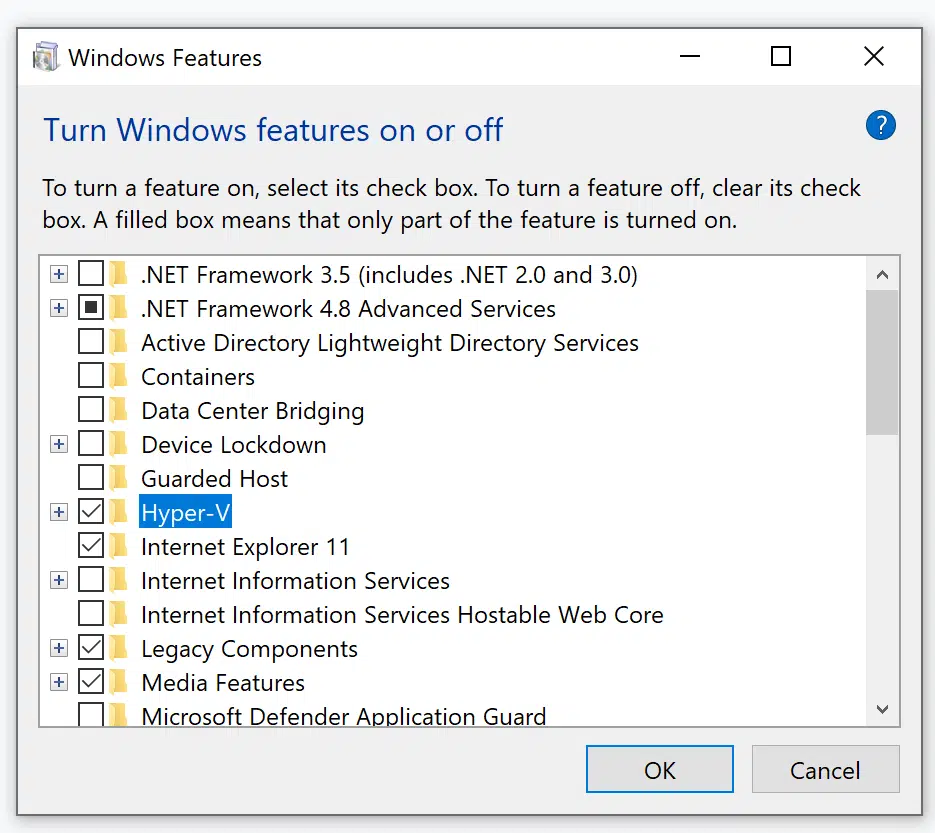 Windows Features
Turn Windows features on or off
?
To turn a feature on, select its check box. To turn a feature off, clear its check
box. A filled box means that only part of the feature is turned on.
.NET Framework 3.5 (includes .NET 2.0 and 3.0)
.NET Framework 4.8 Advanced Services
Active Directory Lightweight Directory Services
Containers
Data Center Bridging
Device Lockdown
Guarded Host
Hyper-V
Internet Explorer 11
Internet Information Services
Internet Information Services Hostable Web Core
Legacy Components
Media Features
Microsoft Defender Application Guard
OK
Cancel